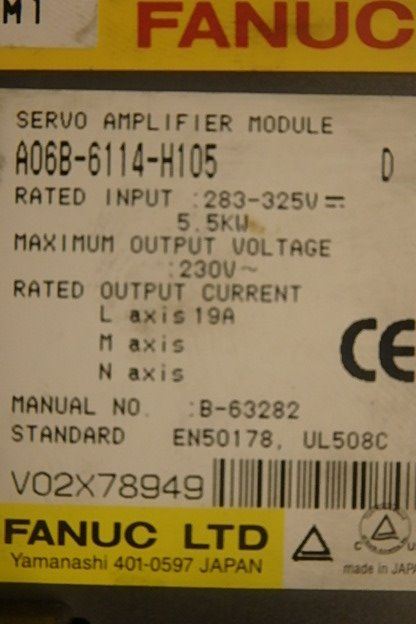 M1
FANUC
SERVO AMPLIFIER MODULE
A06B-6114-H105 D
RATED INPUT :283-325V⎓
5.5KW
MAXIMUM OUTPUT VOLTAGE
:230V~
RATED OUTPUT CURRENT
L axis 19A
M axis
N axis
CE
MANUAL NO. :B-63282
STANDARD EN50178, UL508C
V02X78949
FANUC LTD
Yamanashi 401-0597 JAPAN
made in JAPA